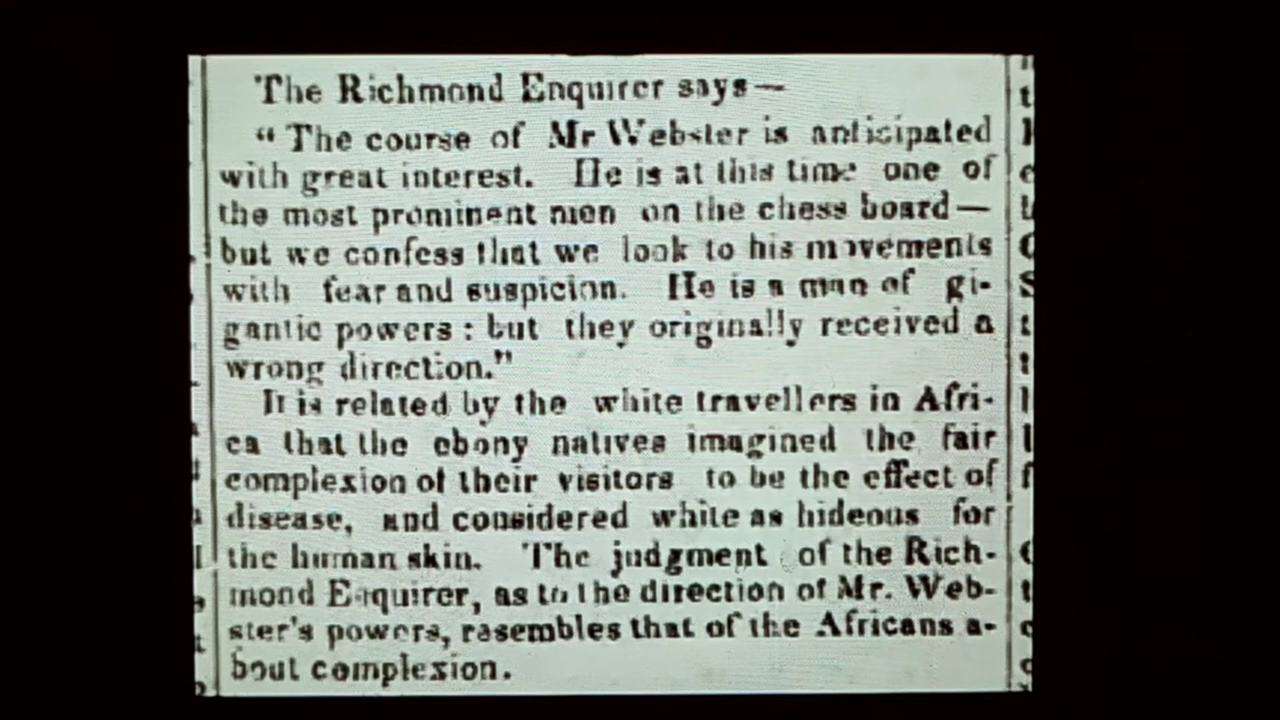 The Richmond Enquirer says—
“ The course of Mr Webster is anticipated
with great interest. He is at this time one of
the most prominent men on the chess board—
but we confess that we look to his movements
with fear and suspicion. He is a man of gi-
gantic powers : but they originally received a
wrong direction.”
It is related by the white travellers in Afri-
ca that the ebony natives imagined the fair
complexion of their visitors to be the effect of
disease, and considered white as hideous for
the human skin. The judgment of the Rich-
mond Enquirer, as to the direction of Mr. Web-
ster's powers, rasembles that of the Africans a-
bout complexion.